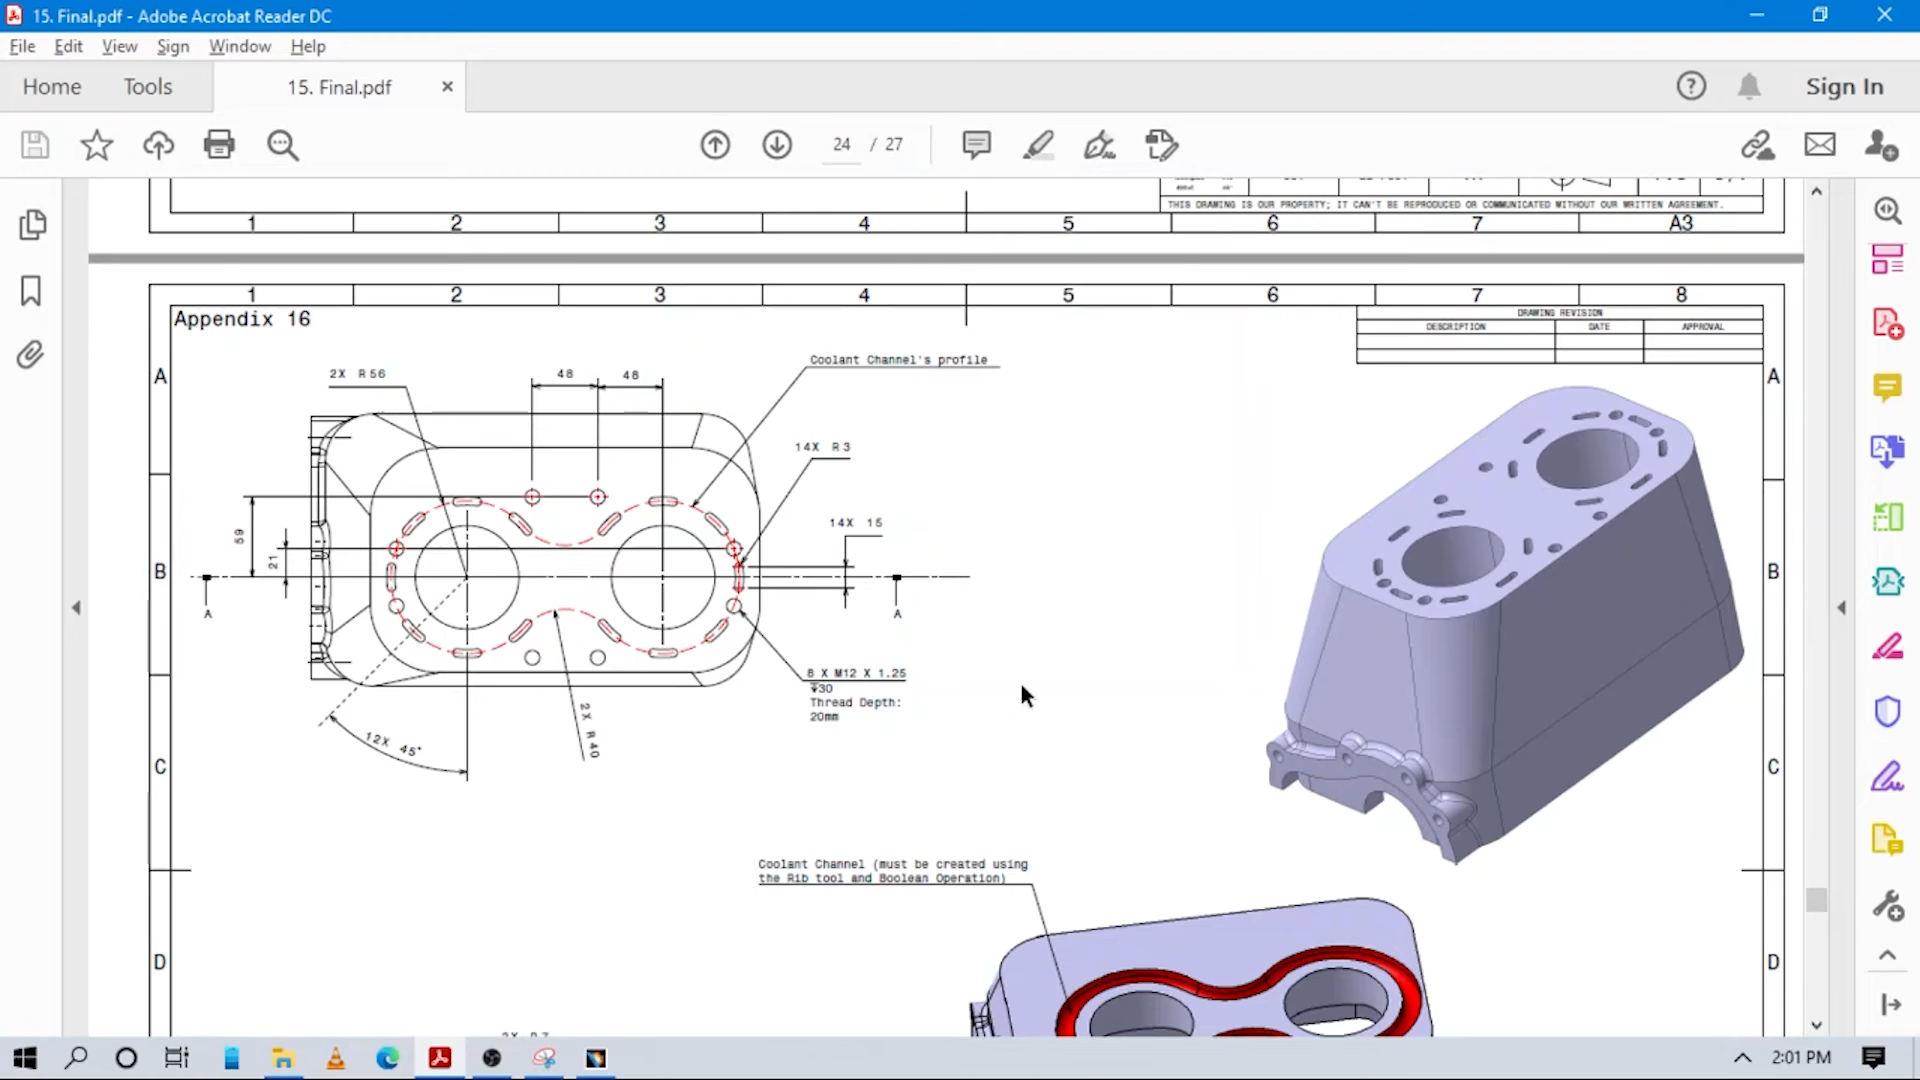 15. Final.pdf - Adobe Acrobat Reader DC
File Edit View Sign Window Help
Home Tools 15. Final.pdf × Sign In
24 / 27
THIS DRAWING IS OUR PROPERTY; IT CAN'T BE REPRODUCED OR COMMUNICATED WITHOUT OUR WRITTEN AGREEMENT.
1 2 3 4 5 6 7 A3
1 2 3 4 5 6 7 8
Appendix 16
DRAWING REVISION
DESCRIPTION DATE APPROVAL
A
A
Coolant Channel's profile
2X R56
48
48
14X R3
14X 15
59
21
B
B
A
A
8 X M12 X 1.25
↧30
Thread Depth:
20mm
2X R40
12X 45°
C
C
Coolant Channel (must be created using
the Rib tool and Boolean Operation)
D
D
2:01 PM